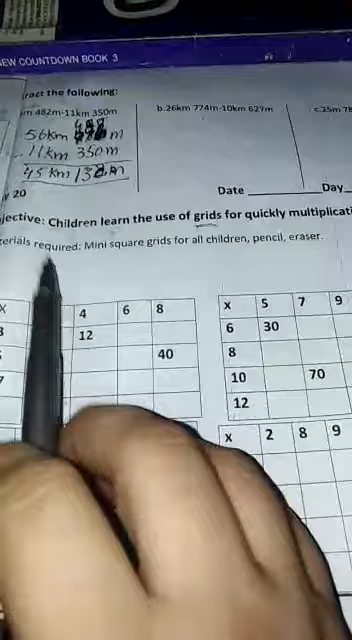 EW COUNTDOWN BOOK 3
ract the following:
m 482m-11km 350m
b.26km 774m-10km 627m
c.25m 78
56km m
- 11km 350m
45 km 132m
20
Date ________ Day
jective: Children learn the use of grids for quickly multiplicati
terials required: Mini square grids for all children, pencil, eraser.
X 4 6 8
12
40
7
x 5 7 9
6 30
8
10 70
12
x 2 8 9